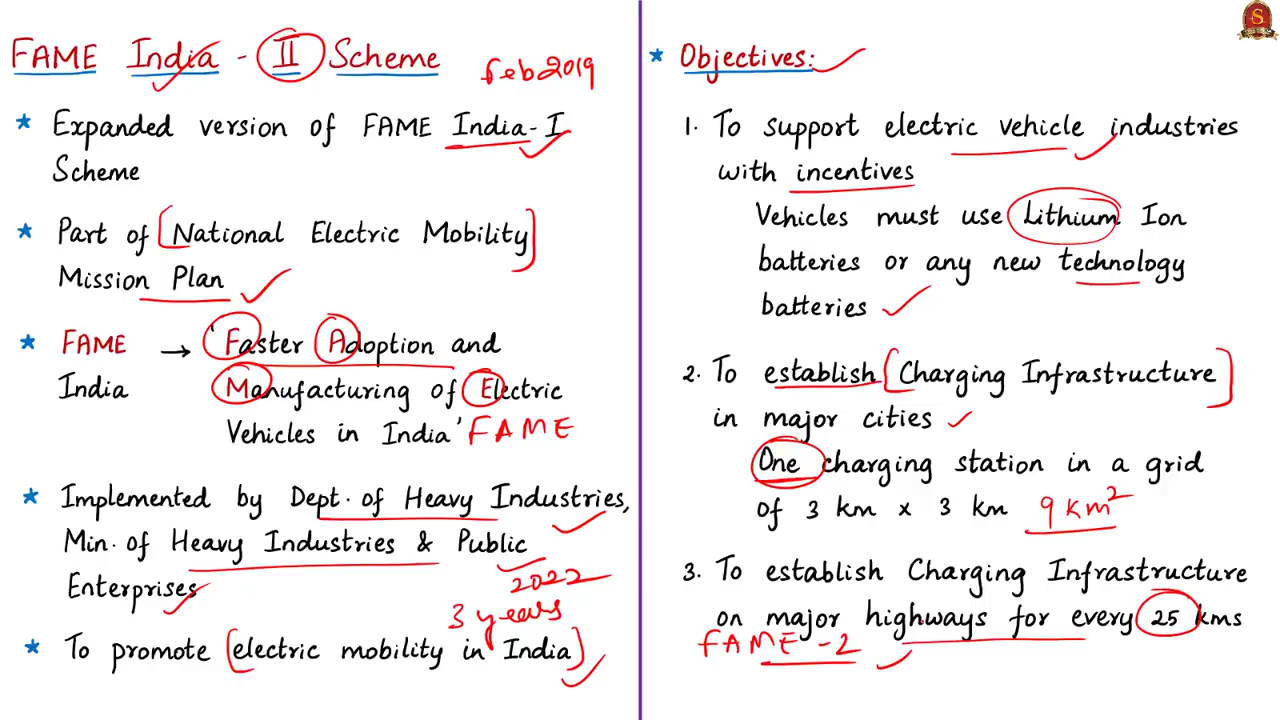 FAME India - II Scheme
Feb 2019
* Expanded version of FAME India - I
Scheme
* Part of [National Electric Mobility]
Mission Plan
* FAME → 'Faster Adoption and
India Manufacturing of Electric
Vehicles in India' FAME
* Implemented by Dept. of Heavy Industries,
Min. of Heavy Industries & Public
Enterprises
2022
3 years
* To promote [electric mobility in India]
* Objectives:
1. To support electric vehicle industries
with incentives
Vehicles must use Lithium Ion
batteries or any new technology
batteries
2. To establish [Charging Infrastructure]
in major cities
One charging station in a grid
of 3 km x 3 km 9 km²
3. To establish Charging Infrastructure
on major highways for every 25 kms
FAME - 2
S